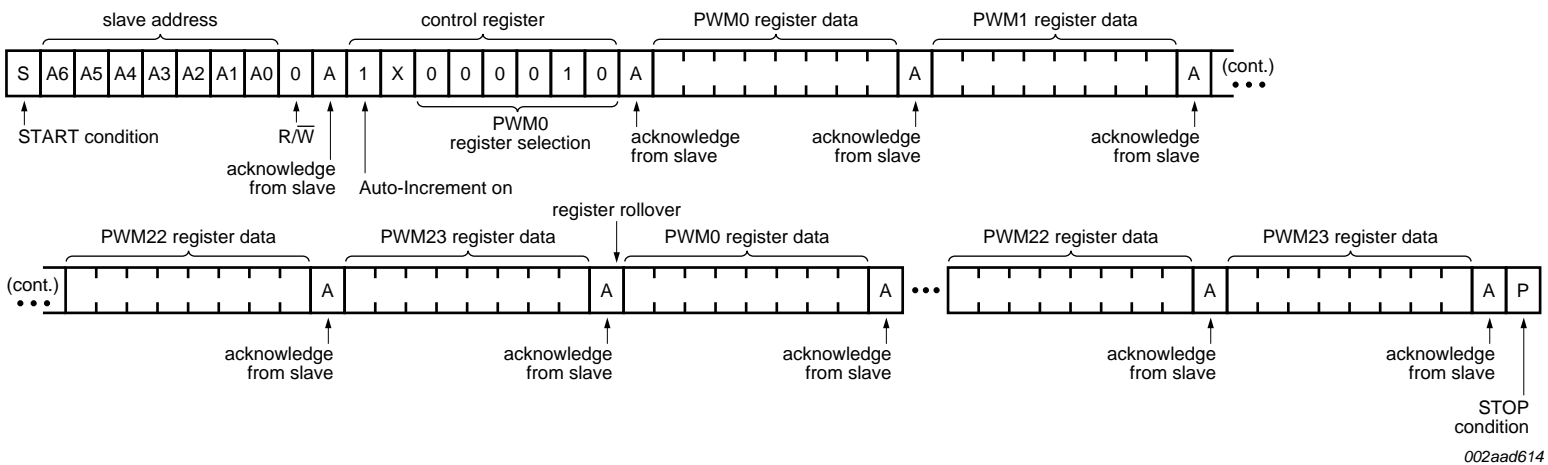 slave address control register PWM0 register data PWM1 register data
S A6 A5 A4 A3 A2 A1 A0 0 A 1 X 0 0 0 0 1 0 A A A (cont.)
START condition R/W̅ PWM0 register selection acknowledge from slave acknowledge from slave acknowledge from slave
acknowledge from slave Auto-Increment on
register rollover
PWM22 register data PWM23 register data PWM0 register data PWM22 register data PWM23 register data
(cont.) A A A A A P
acknowledge from slave acknowledge from slave acknowledge from slave acknowledge from slave acknowledge from slave
STOP condition
002aad614